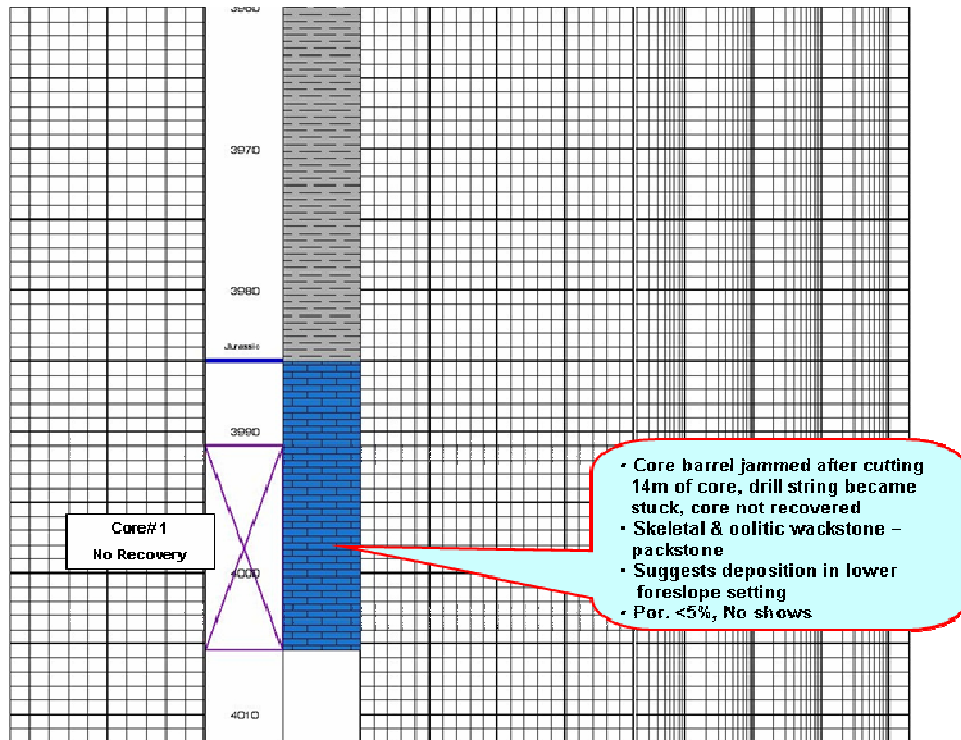 3960
3970
3980
Jurassic
3990
Core# 1
No Recovery
4000
4010
• Core barrel jammed after cutting
14m of core, drill string became
stuck, core not recovered
• Skeletal & oolitic wackstone –
packstone
• Suggests deposition in lower
foreslope setting
• Por. <5%, No shows